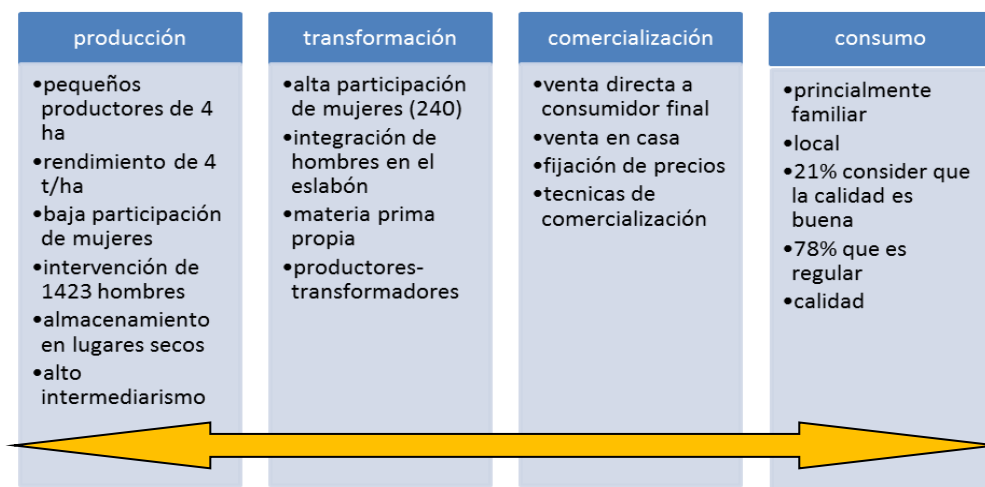 producción
•pequeños
productores de 4
ha
•rendimiento de 4
t/ha
•baja participación
de mujeres
•intervención de
1423 hombres
•almacenamiento
en lugares secos
•alto
intermediarismo
transformación
•alta participación
de mujeres (240)
•integración de
hombres en el
eslabón
•materia prima
propia
•productores-
transformadores
comercialización
•venta directa a
consumidor final
•venta en casa
•fijación de precios
•tecnicas de
comercialización
consumo
•princialmente
familiar
•local
•21% consider que
la calidad es
buena
•78% que es
regular
•calidad